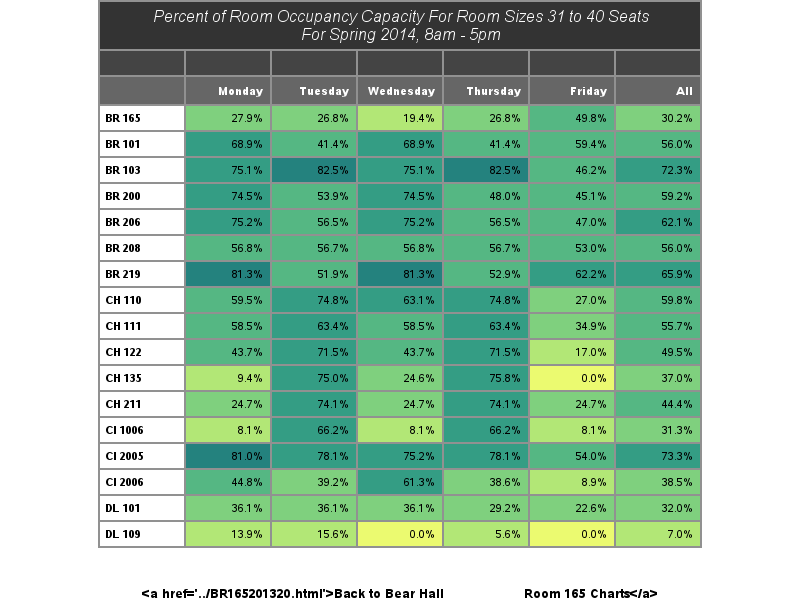 Percent of Room Occupancy Capacity For Room Sizes 31 to 40 Seats
For Spring 2014, 8am - 5pm
Monday Tuesday Wednesday Thursday Friday All
BR 165 27.9% 26.8% 19.4% 26.8% 49.8% 30.2%
BR 101 68.9% 41.4% 68.9% 41.4% 59.4% 56.0%
BR 103 75.1% 82.5% 75.1% 82.5% 46.2% 72.3%
BR 200 74.5% 53.9% 74.5% 48.0% 45.1% 59.2%
BR 206 75.2% 56.5% 75.2% 56.5% 47.0% 62.1%
BR 208 56.8% 56.7% 56.8% 56.7% 53.0% 56.0%
BR 219 81.3% 51.9% 81.3% 52.9% 62.2% 65.9%
CH 110 59.5% 74.8% 63.1% 74.8% 27.0% 59.8%
CH 111 58.5% 63.4% 58.5% 63.4% 34.9% 55.7%
CH 122 43.7% 71.5% 43.7% 71.5% 17.0% 49.5%
CH 135 9.4% 75.0% 24.6% 75.8% 0.0% 37.0%
CH 211 24.7% 74.1% 24.7% 74.1% 24.7% 44.4%
CI 1006 8.1% 66.2% 8.1% 66.2% 8.1% 31.3%
CI 2005 81.0% 78.1% 75.2% 78.1% 54.0% 73.3%
CI 2006 44.8% 39.2% 61.3% 38.6% 8.9% 38.5%
DL 101 36.1% 36.1% 36.1% 29.2% 22.6% 32.0%
DL 109 13.9% 15.6% 0.0% 5.6% 0.0% 7.0%
<a href='../BR165201320.html'>Back to Bear Hall Room 165 Charts</a>